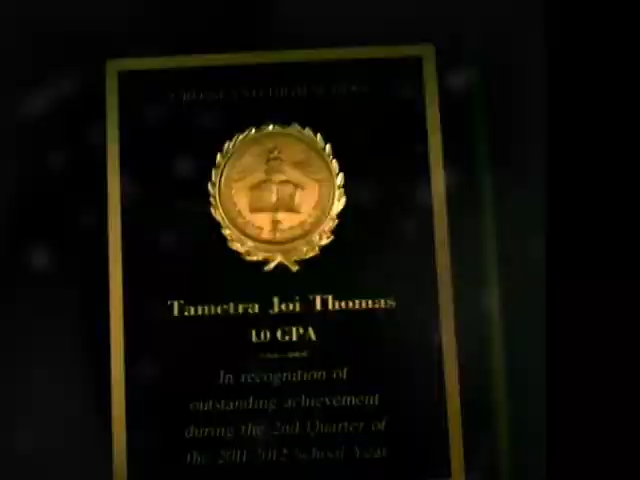 Tametra Joi Thomas
4.0 GPA
In recognition of
outstanding achievement
during the 2nd Quarter of
the 2011-2012 School Year